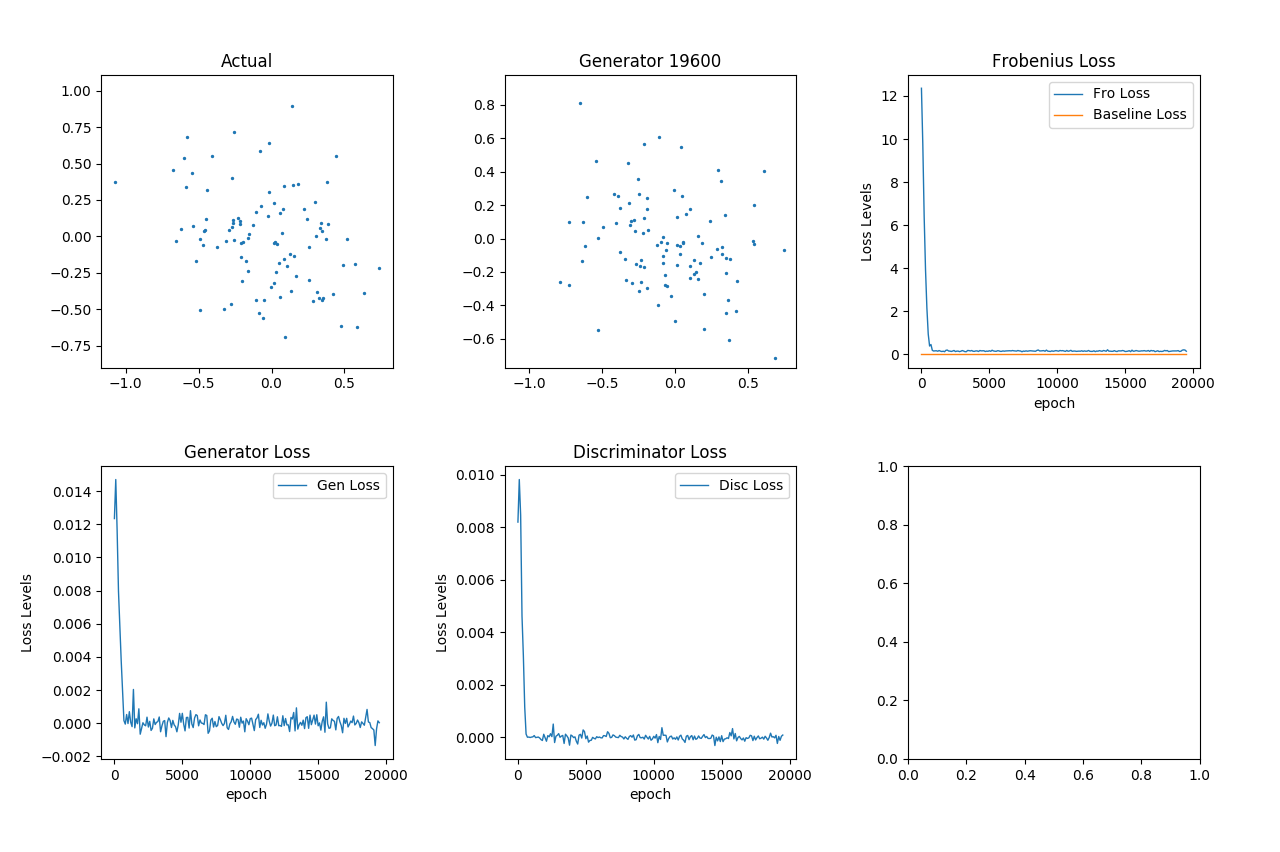 Actual
1.00
0.75
0.50
0.25
0.00
−0.25
−0.50
−0.75
−1.0 −0.5 0.0 0.5
Generator 19600
0.8
0.6
0.4
0.2
0.0
−0.2
−0.4
−0.6
−1.0 −0.5 0.0 0.5
Frobenius Loss
Fro Loss
Baseline Loss
Loss Levels
12
10
8
6
4
2
0
0 5000 10000 15000 20000
epoch
Generator Loss
Gen Loss
Loss Levels
0.014
0.012
0.010
0.008
0.006
0.004
0.002
0.000
−0.002
0 5000 10000 15000 20000
epoch
Discriminator Loss
Disc Loss
Loss Levels
0.010
0.008
0.006
0.004
0.002
0.000
0 5000 10000 15000 20000
epoch
1.0
0.8
0.6
0.4
0.2
0.0
0.0 0.2 0.4 0.6 0.8 1.0